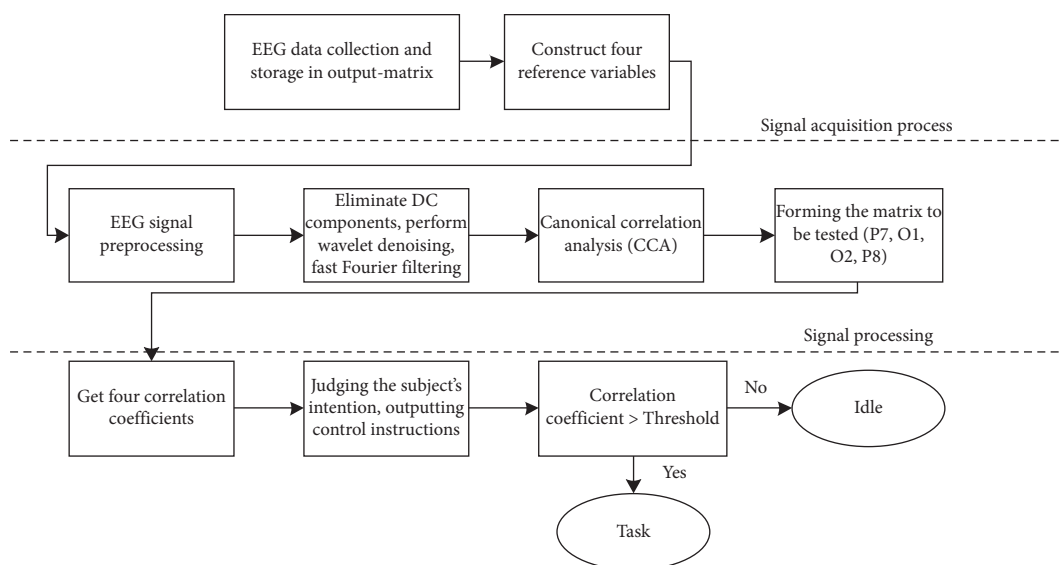 EEG data collection and
storage in output-matrix
Construct four
reference variables
Signal acquisition process
EEG signal
preprocessing
Eliminate DC
components, perform
wavelet denoising,
fast Fourier filtering
Canonical correlation
analysis (CCA)
Forming the matrix to
be tested (P7, O1,
O2, P8)
Signal processing
Get four correlation
coefficients
Judging the subject's
intention, outputting
control instructions
Correlation
coefficient > Threshold
No
Idle
Yes
Task